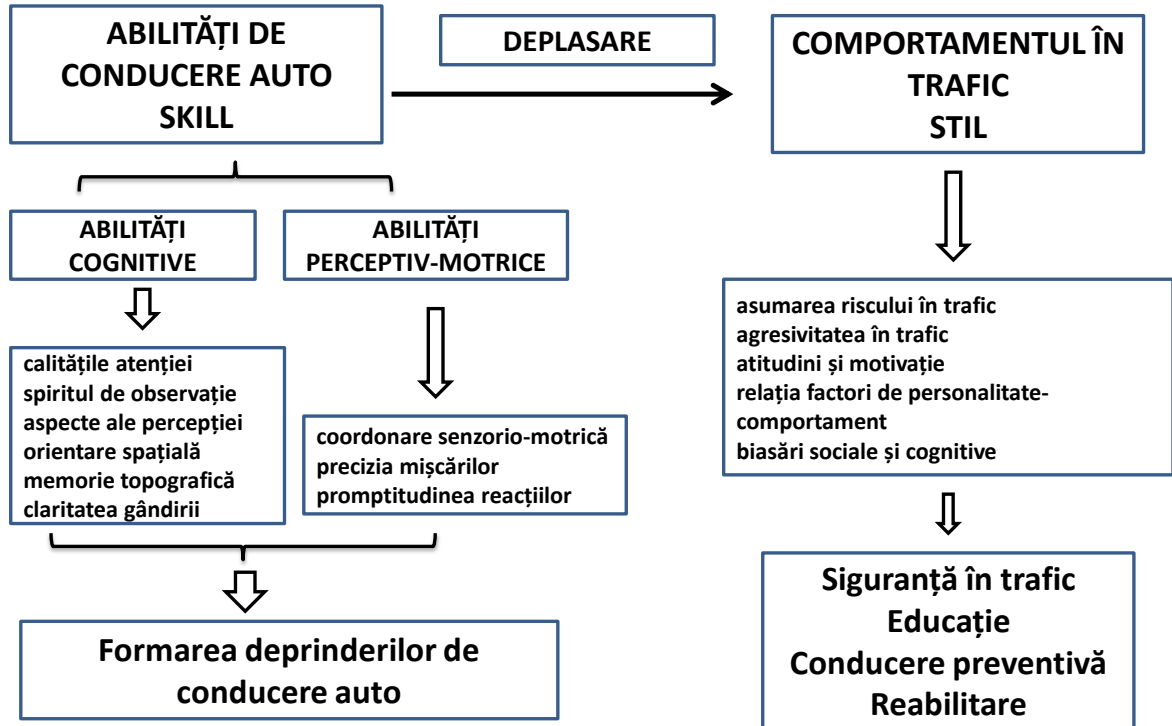 ABILITĂȚI DE
CONDUCERE AUTO
SKILL
DEPLASARE
COMPORTAMENTUL ÎN
TRAFIC
STIL
ABILITĂȚI
COGNITIVE
ABILITĂȚI
PERCEPTIV-MOTRICE
calitățile atenției
spiritul de observație
aspecte ale percepției
orientare spațială
memorie topografică
claritatea gândirii
coordonare senzorio-motrică
precizia mișcărilor
promptitudinea reacțiilor
asumarea riscului în trafic
agresivitatea în trafic
atitudini și motivație
relația factori de personalitate-
comportament
biasări sociale și cognitive
Formarea deprinderilor de
conducere auto
Siguranță în trafic
Educație
Conducere preventivă
Reabilitare